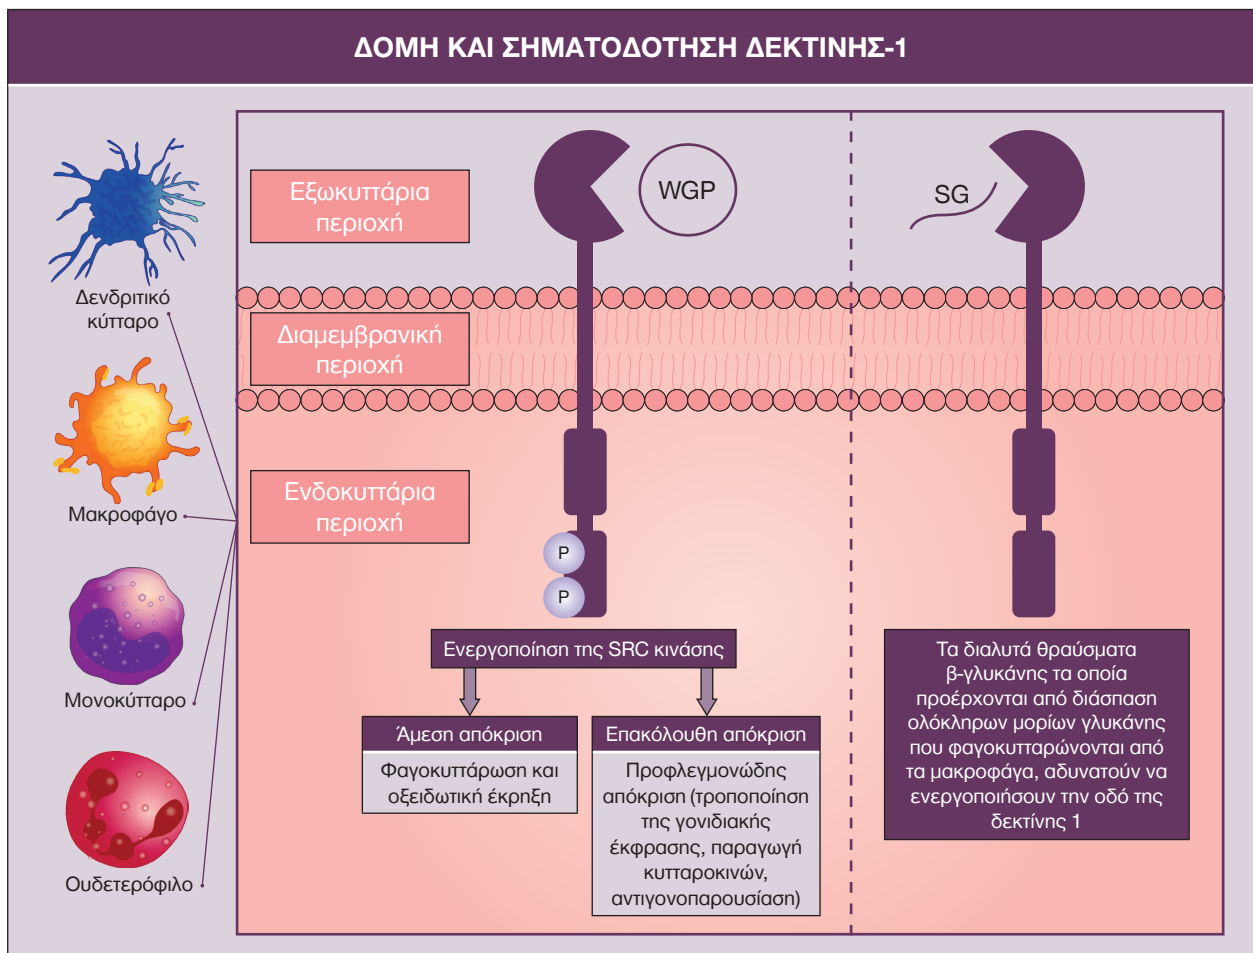 ΔΟΜΗ ΚΑΙ ΣΗΜΑΤΟΔΟΤΗΣΗ ΔΕΚΤΙΝΗΣ-1
Δενδριτικό
κύτταρο
Μακροφάγο
Μονοκύτταρο
Ουδετερόφιλο
Εξωκυττάρια
περιοχή
Διαμεμβρανική
περιοχή
Ενδοκυττάρια
περιοχή
WGP
P
P
Ενεργοποίηση της SRC κινάσης
Άμεση απόκριση
Φαγοκυττάρωση και
οξειδωτική έκρηξη
Επακόλουθη απόκριση
Προφλεγμονώδης
απόκριση (τροποποίηση
της γονιδιακής
έκφρασης, παραγωγή
κυτταροκινών,
αντιγονοπαρουσίαση)
SG
Τα διαλυτά θραύσματα
β-γλυκάνης τα οποία
προέρχονται από διάσπαση
ολόκληρων μορίων γλυκάνης
που φαγοκυτταρώνονται από
τα μακροφάγα, αδυνατούν να
ενεργοποιήσουν την οδό της
δεκτίνης 1